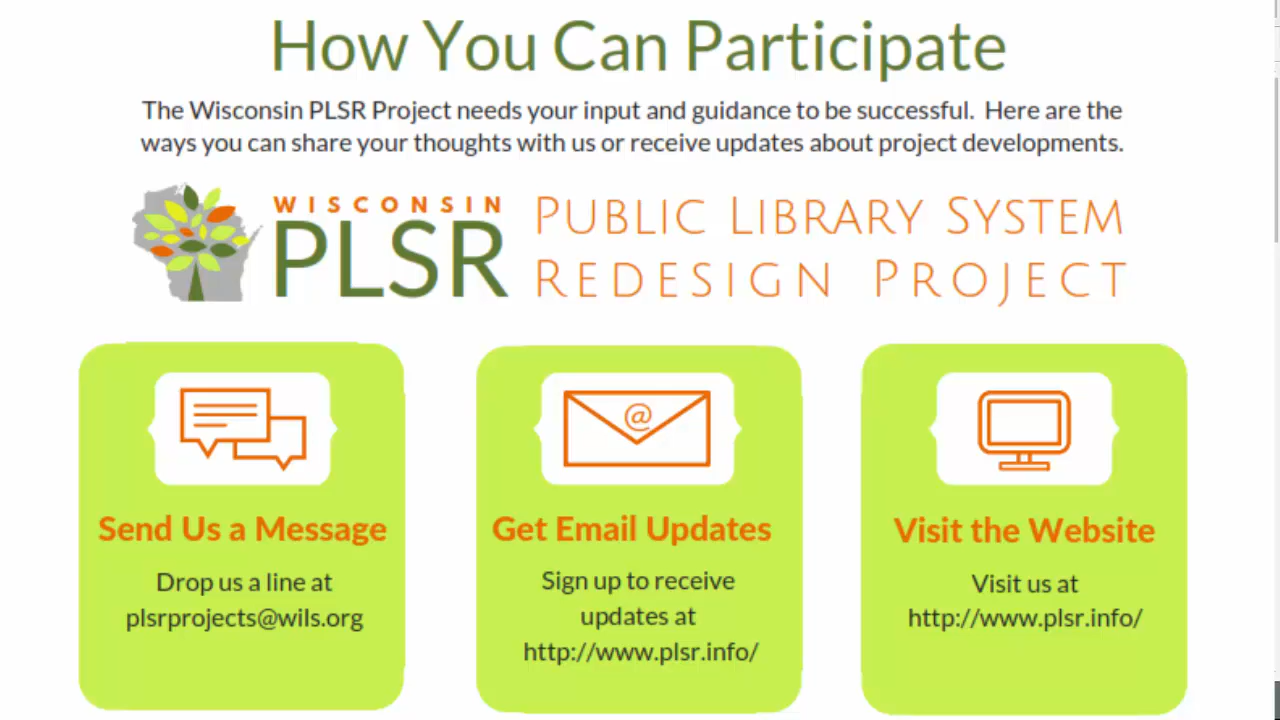 How You Can Participate
The Wisconsin PLSR Project needs your input and guidance to be successful. Here are the
ways you can share your thoughts with us or receive updates about project developments.
WISCONSIN
PLSR
PUBLIC LIBRARY SYSTEM
REDESIGN PROJECT
@
Send Us a Message
Drop us a line at
plsrprojects@wils.org
Get Email Updates
Sign up to receive
updates at
http://www.plsr.info/
Visit the Website
Visit us at
http://www.plsr.info/